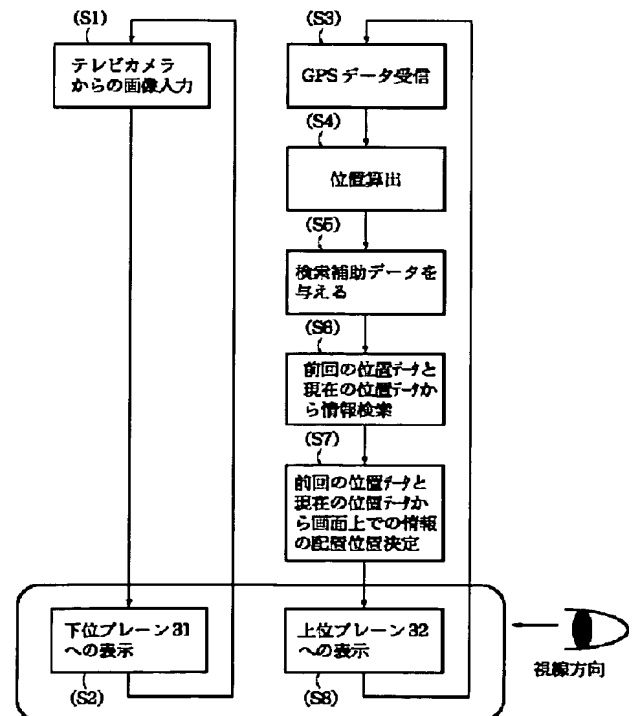 (S1)
テレビカメラ
からの画像入力
(S3)
GPSデータ受信
(S4)
位置算出
(S5)
検索補助データを
与える
(S6)
前回の位置データと
現在の位置データか
ら情報検索
(S7)
前回の位置データと
現在の位置データか
ら画面上での情報
の配置位置決定
下位プレーン31
への表示
(S2)
上位プレーン32
への表示
(S8)
視線方向